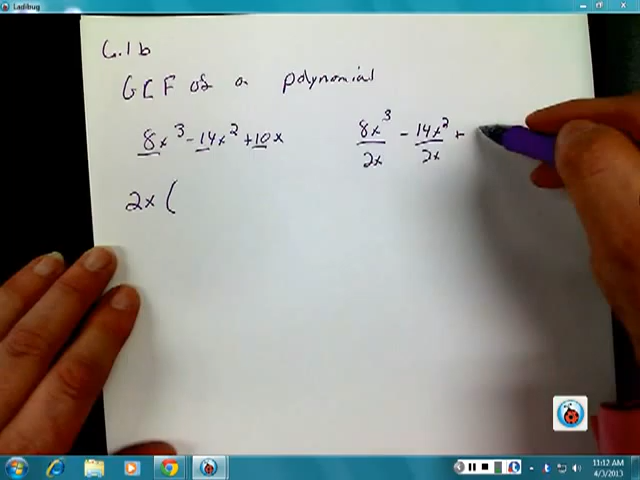 Ladibug
6.1b
GCF of a polynomial
8x³ - 14x² + 10x
8x³/2x - 14x²/2x +
2x (
11:12 AM
4/3/2013